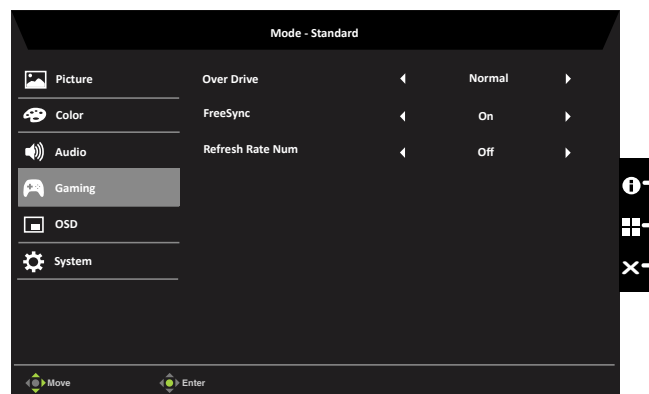 Mode - Standard
Picture
Over Drive Normal
Color
FreeSync On
Audio
Refresh Rate Num Off
Gaming
OSD
System
Move Enter